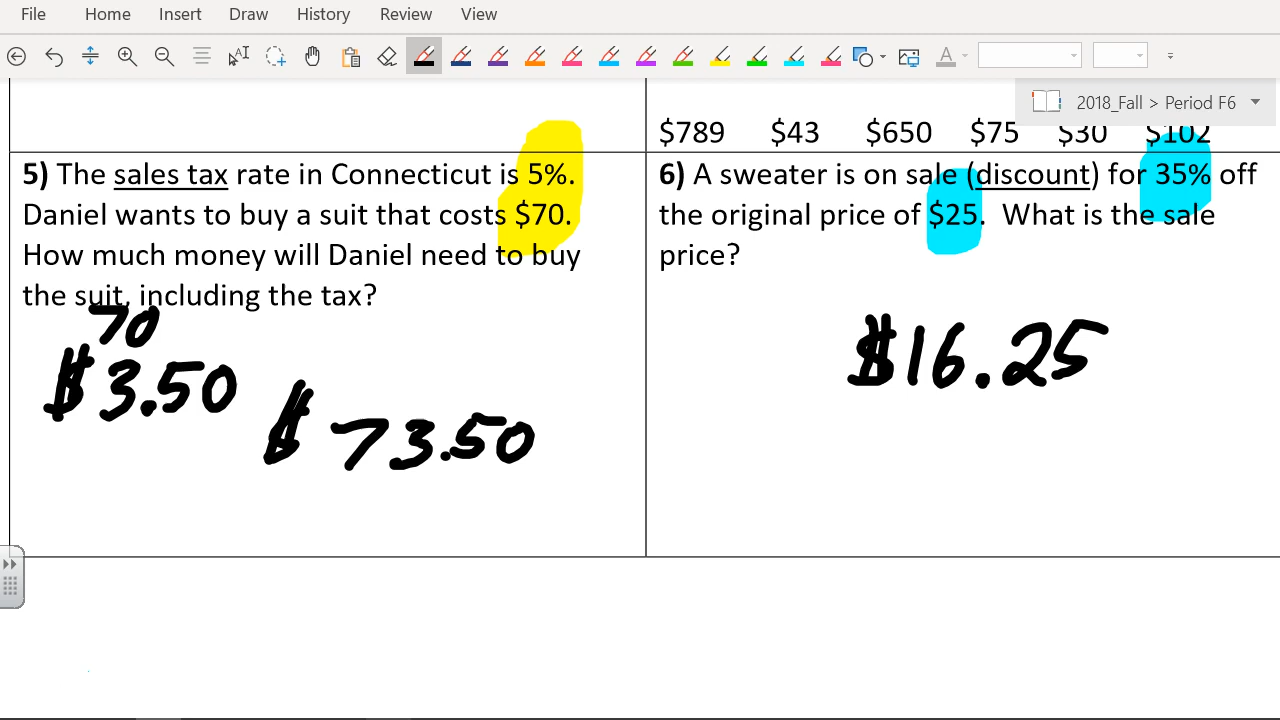 File Home Insert Draw History Review View
2018_Fall > Period F6
$789 $43 $650 $75 $30 $102
5) The sales tax rate in Connecticut is 5%.
Daniel wants to buy a suit that costs $70.
How much money will Daniel need to buy
the suit, including the tax?
70
$3.50
$73.50
6) A sweater is on sale (discount) for 35% off
the original price of $25. What is the sale
price?
$16.25